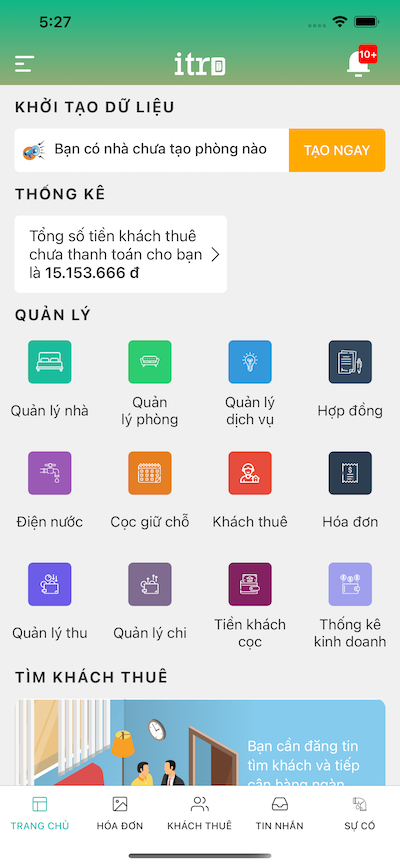 5:27
itro
10+
KHỞI TẠO DỮ LIỆU
Bạn có nhà chưa tạo phòng nào
TẠO NGAY
THỐNG KÊ
Tổng số tiền khách thuê
chưa thanh toán cho bạn
là 15.153.666 đ
QUẢN LÝ
Quản lý nhà
Quản
lý phòng
Quản lý
dịch vụ
Hợp đồng
Điện nước
Cọc giữ chỗ
Khách thuê
Hóa đơn
Quản lý thu
Quản lý chi
Tiền khách
cọc
Thống kê
kinh doanh
TÌM KHÁCH THUÊ
Bạn cần đăng tin
tìm khách và tiếp
cận hàng ngàn
TRANG CHỦ
HÓA ĐƠN
KHÁCH THUÊ
TIN NHẮN
SỰ CỐ